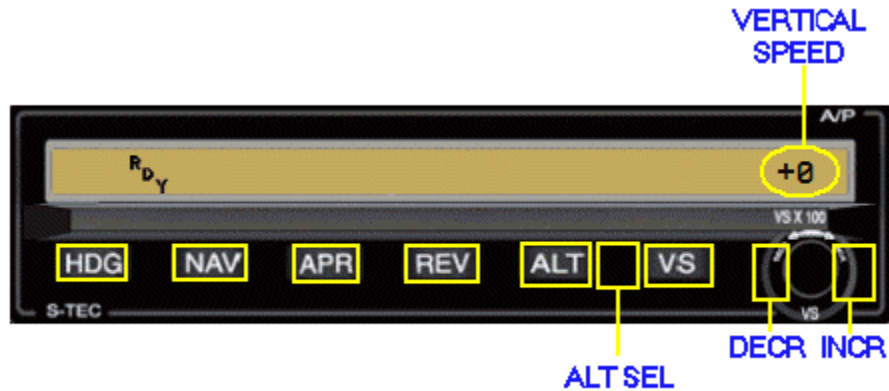 VERTICAL
SPEED
A/P
RDY
+0
VS X 100
HDG NAV APR REV ALT VS
S-TEC
VS
DECR INCR
ALT SEL